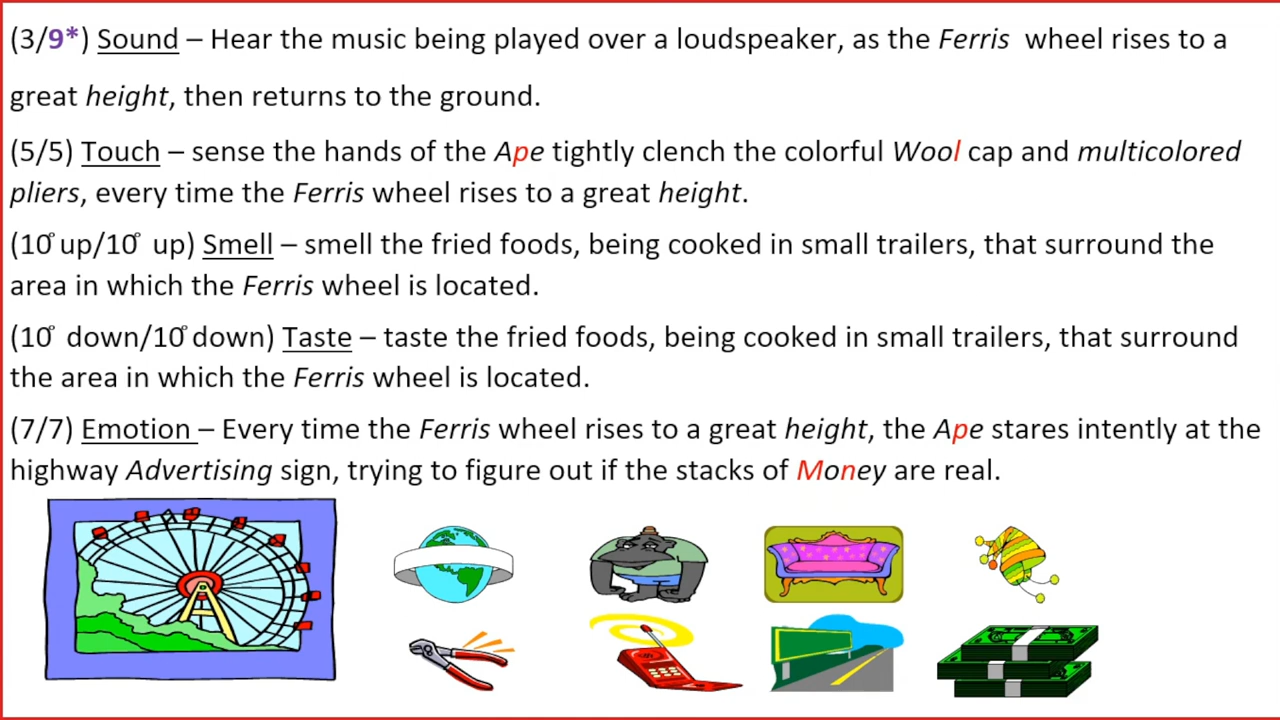 (3/9*) Sound – Hear the music being played over a loudspeaker, as the Ferris wheel rises to a
great height, then returns to the ground.
(5/5) Touch – sense the hands of the Ape tightly clench the colorful Wool cap and multicolored
pliers, every time the Ferris wheel rises to a great height.
(10̊ up/10̊ up) Smell – smell the fried foods, being cooked in small trailers, that surround the
area in which the Ferris wheel is located.
(10̊ down/10̊ down) Taste – taste the fried foods, being cooked in small trailers, that surround
the area in which the Ferris wheel is located.
(7/7) Emotion – Every time the Ferris wheel rises to a great height, the Ape stares intently at the
highway Advertising sign, trying to figure out if the stacks of Money are real.